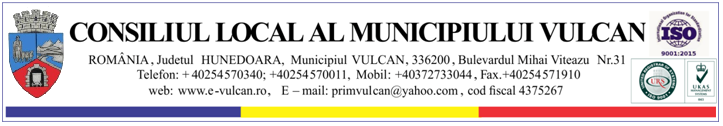 CONSILIUL LOCAL AL MUNICIPIULUI VULCAN
ROMÂNIA, Judetul HUNEDOARA, Municipiul VULCAN, 336200, Bulevardul Mihai Viteazu Nr.31
Telefon: +40254570340; +40254570011, Mobil: +40372733044, Fax.+40254571910
web: www.e-vulcan.ro, E – mail: primvulcan@yahoo.com, cod fiscal 4375267
ISO
9001:2015
URS
UKAS